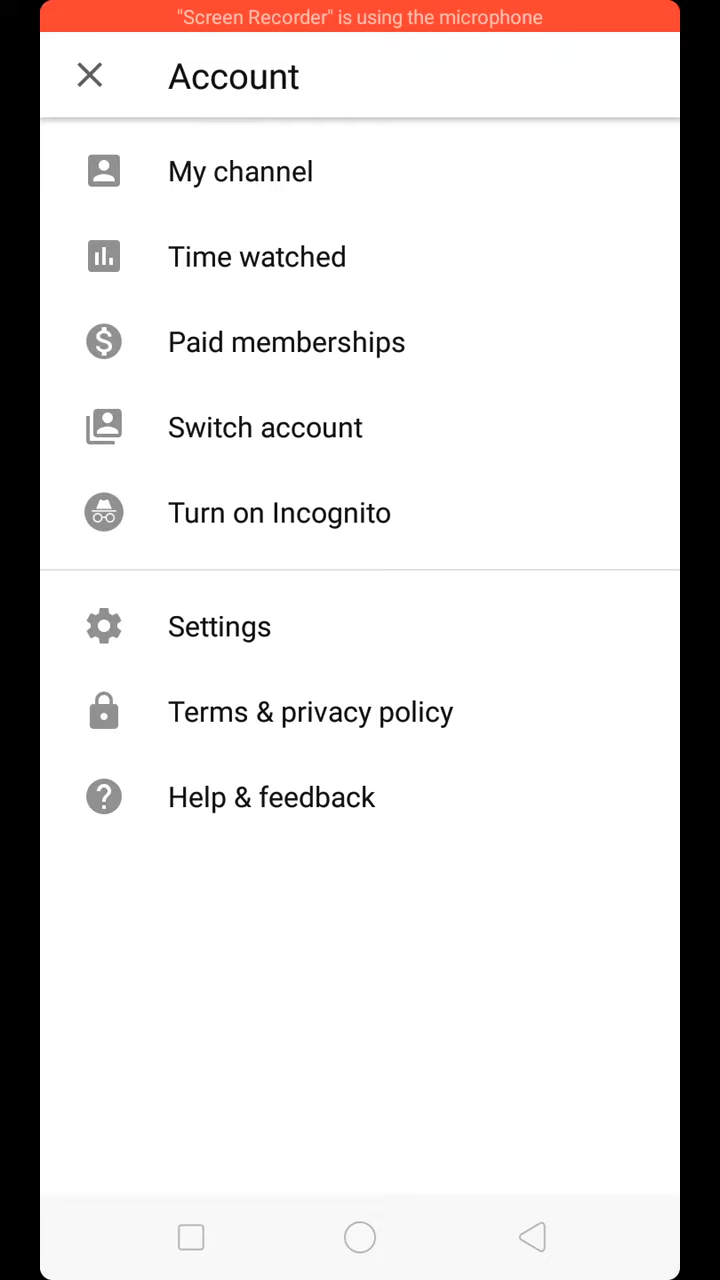 "Screen Recorder" is using the microphone
Account
My channel
Time watched
Paid memberships
Switch account
Turn on Incognito
Settings
Terms & privacy policy
Help & feedback